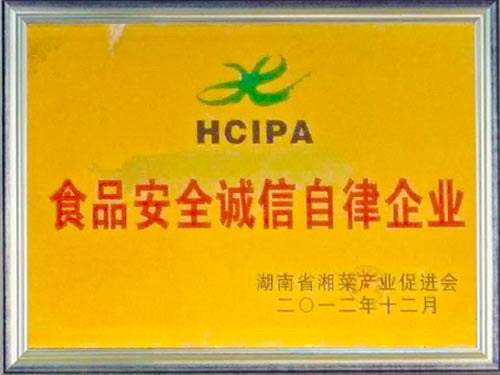 HCIPA
食品安全诚信自律企业
湖南省湘菜产业促进会
二〇一二年十二月